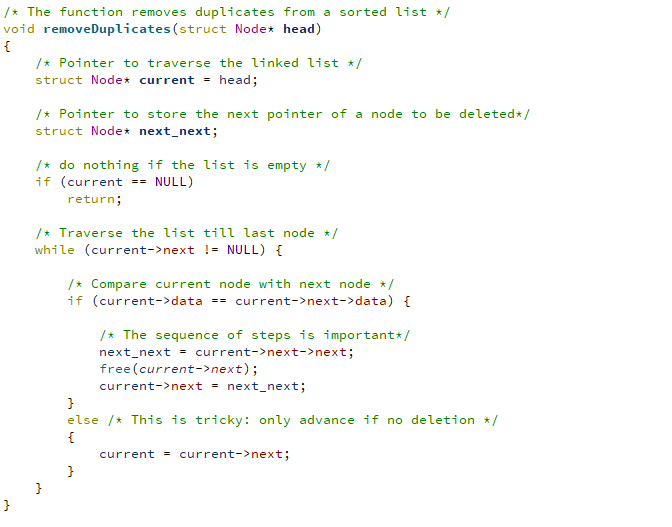 /* The function removes duplicates from a sorted list */
void removeDuplicates(struct Node* head)
{
    /* Pointer to traverse the linked list */
    struct Node* current = head;

    /* Pointer to store the next pointer of a node to be deleted*/
    struct Node* next_next;

    /* do nothing if the list is empty */
    if (current == NULL)
        return;

    /* Traverse the list till last node */
    while (current->next != NULL) {

        /* Compare current node with next node */
        if (current->data == current->next->data) {

            /* The sequence of steps is important*/
            next_next = current->next->next;
            free(current->next);
            current->next = next_next;
        }
        else /* This is tricky: only advance if no deletion */
        {
            current = current->next;
        }
    }
}